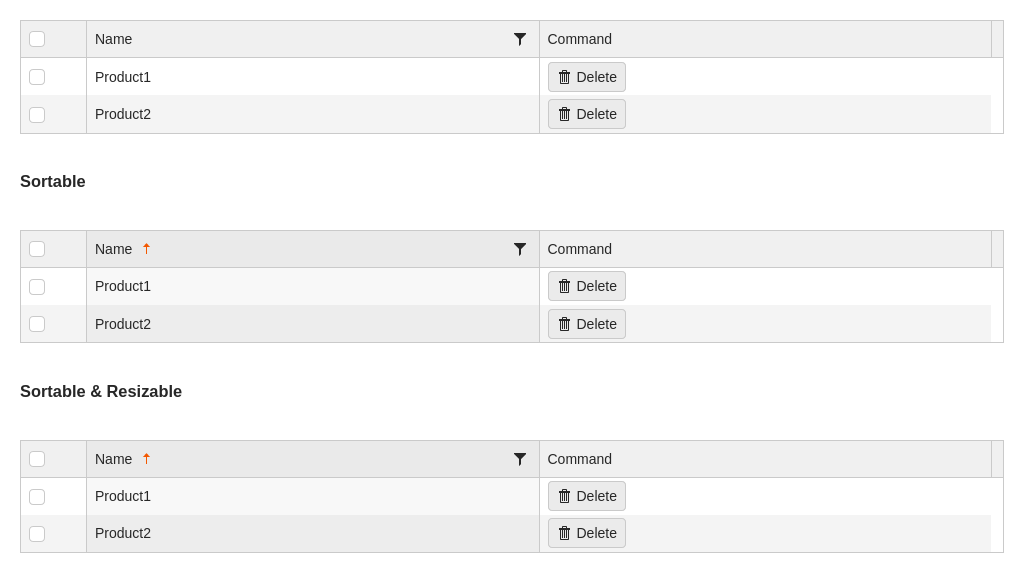 Name Command
Product1 Delete
Product2 Delete
Sortable
Name Command
Product1 Delete
Product2 Delete
Sortable & Resizable
Name Command
Product1 Delete
Product2 Delete